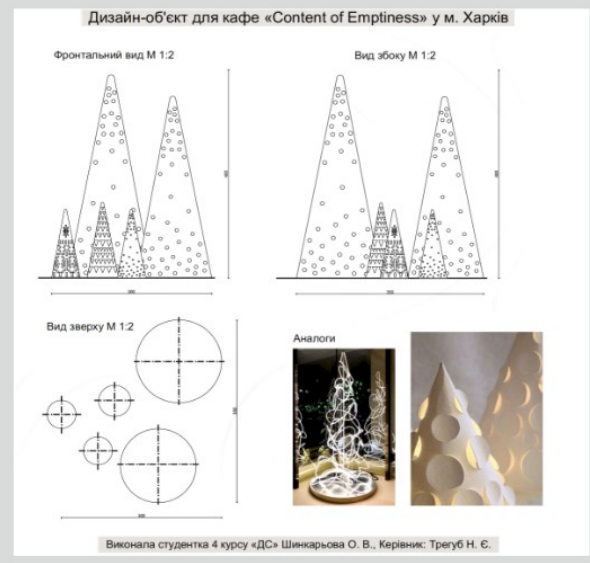 Дизайн-об'єкт для кафе «Content of Emptiness» у м. Харків
Фронтальний вид М 1:2
Вид збоку М 1:2
Вид зверху М 1:2
Аналоги
Виконала студентка 4 курсу «ДС» Шинкарьова О. В., Керівник: Трегуб Н. Є.